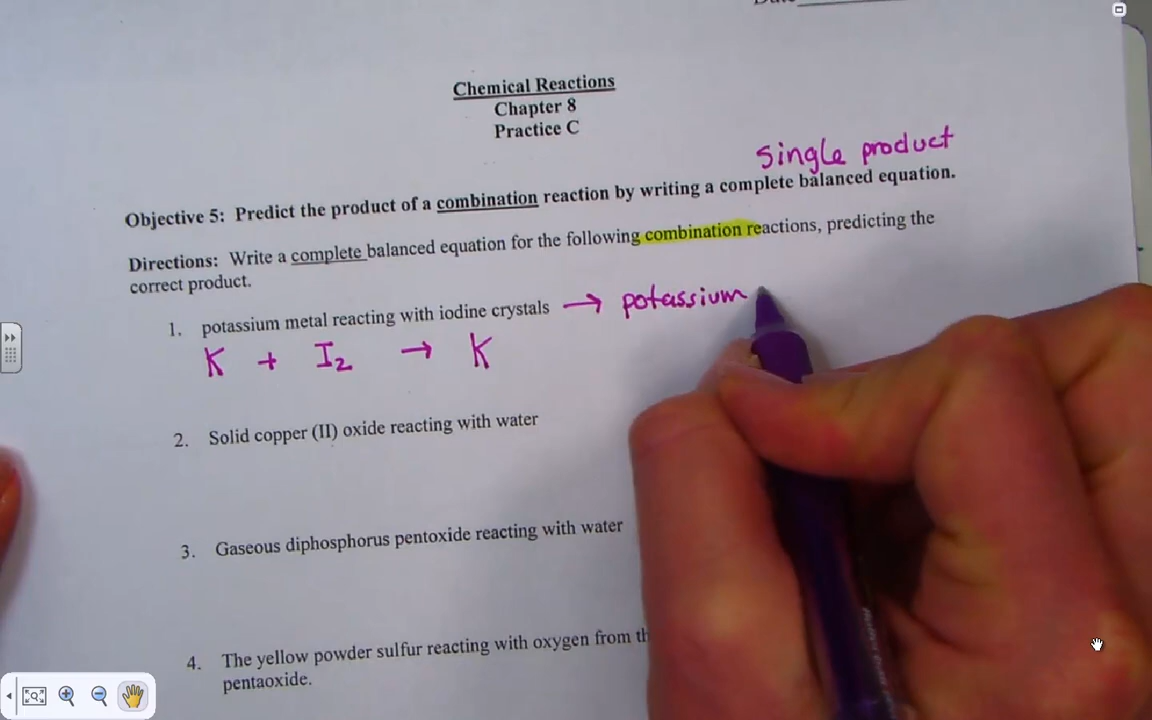 Chemical Reactions
Chapter 8
Practice C
single product
Objective 5: Predict the product of a combination reaction by writing a complete balanced equation.
Directions: Write a complete balanced equation for the following combination reactions, predicting the
correct product.
1. potassium metal reacting with iodine crystals → potassium
K + I₂ → K
2. Solid copper (II) oxide reacting with water
3. Gaseous diphosphorus pentoxide reacting with water
4. The yellow powder sulfur reacting with oxygen from
pentaoxide.